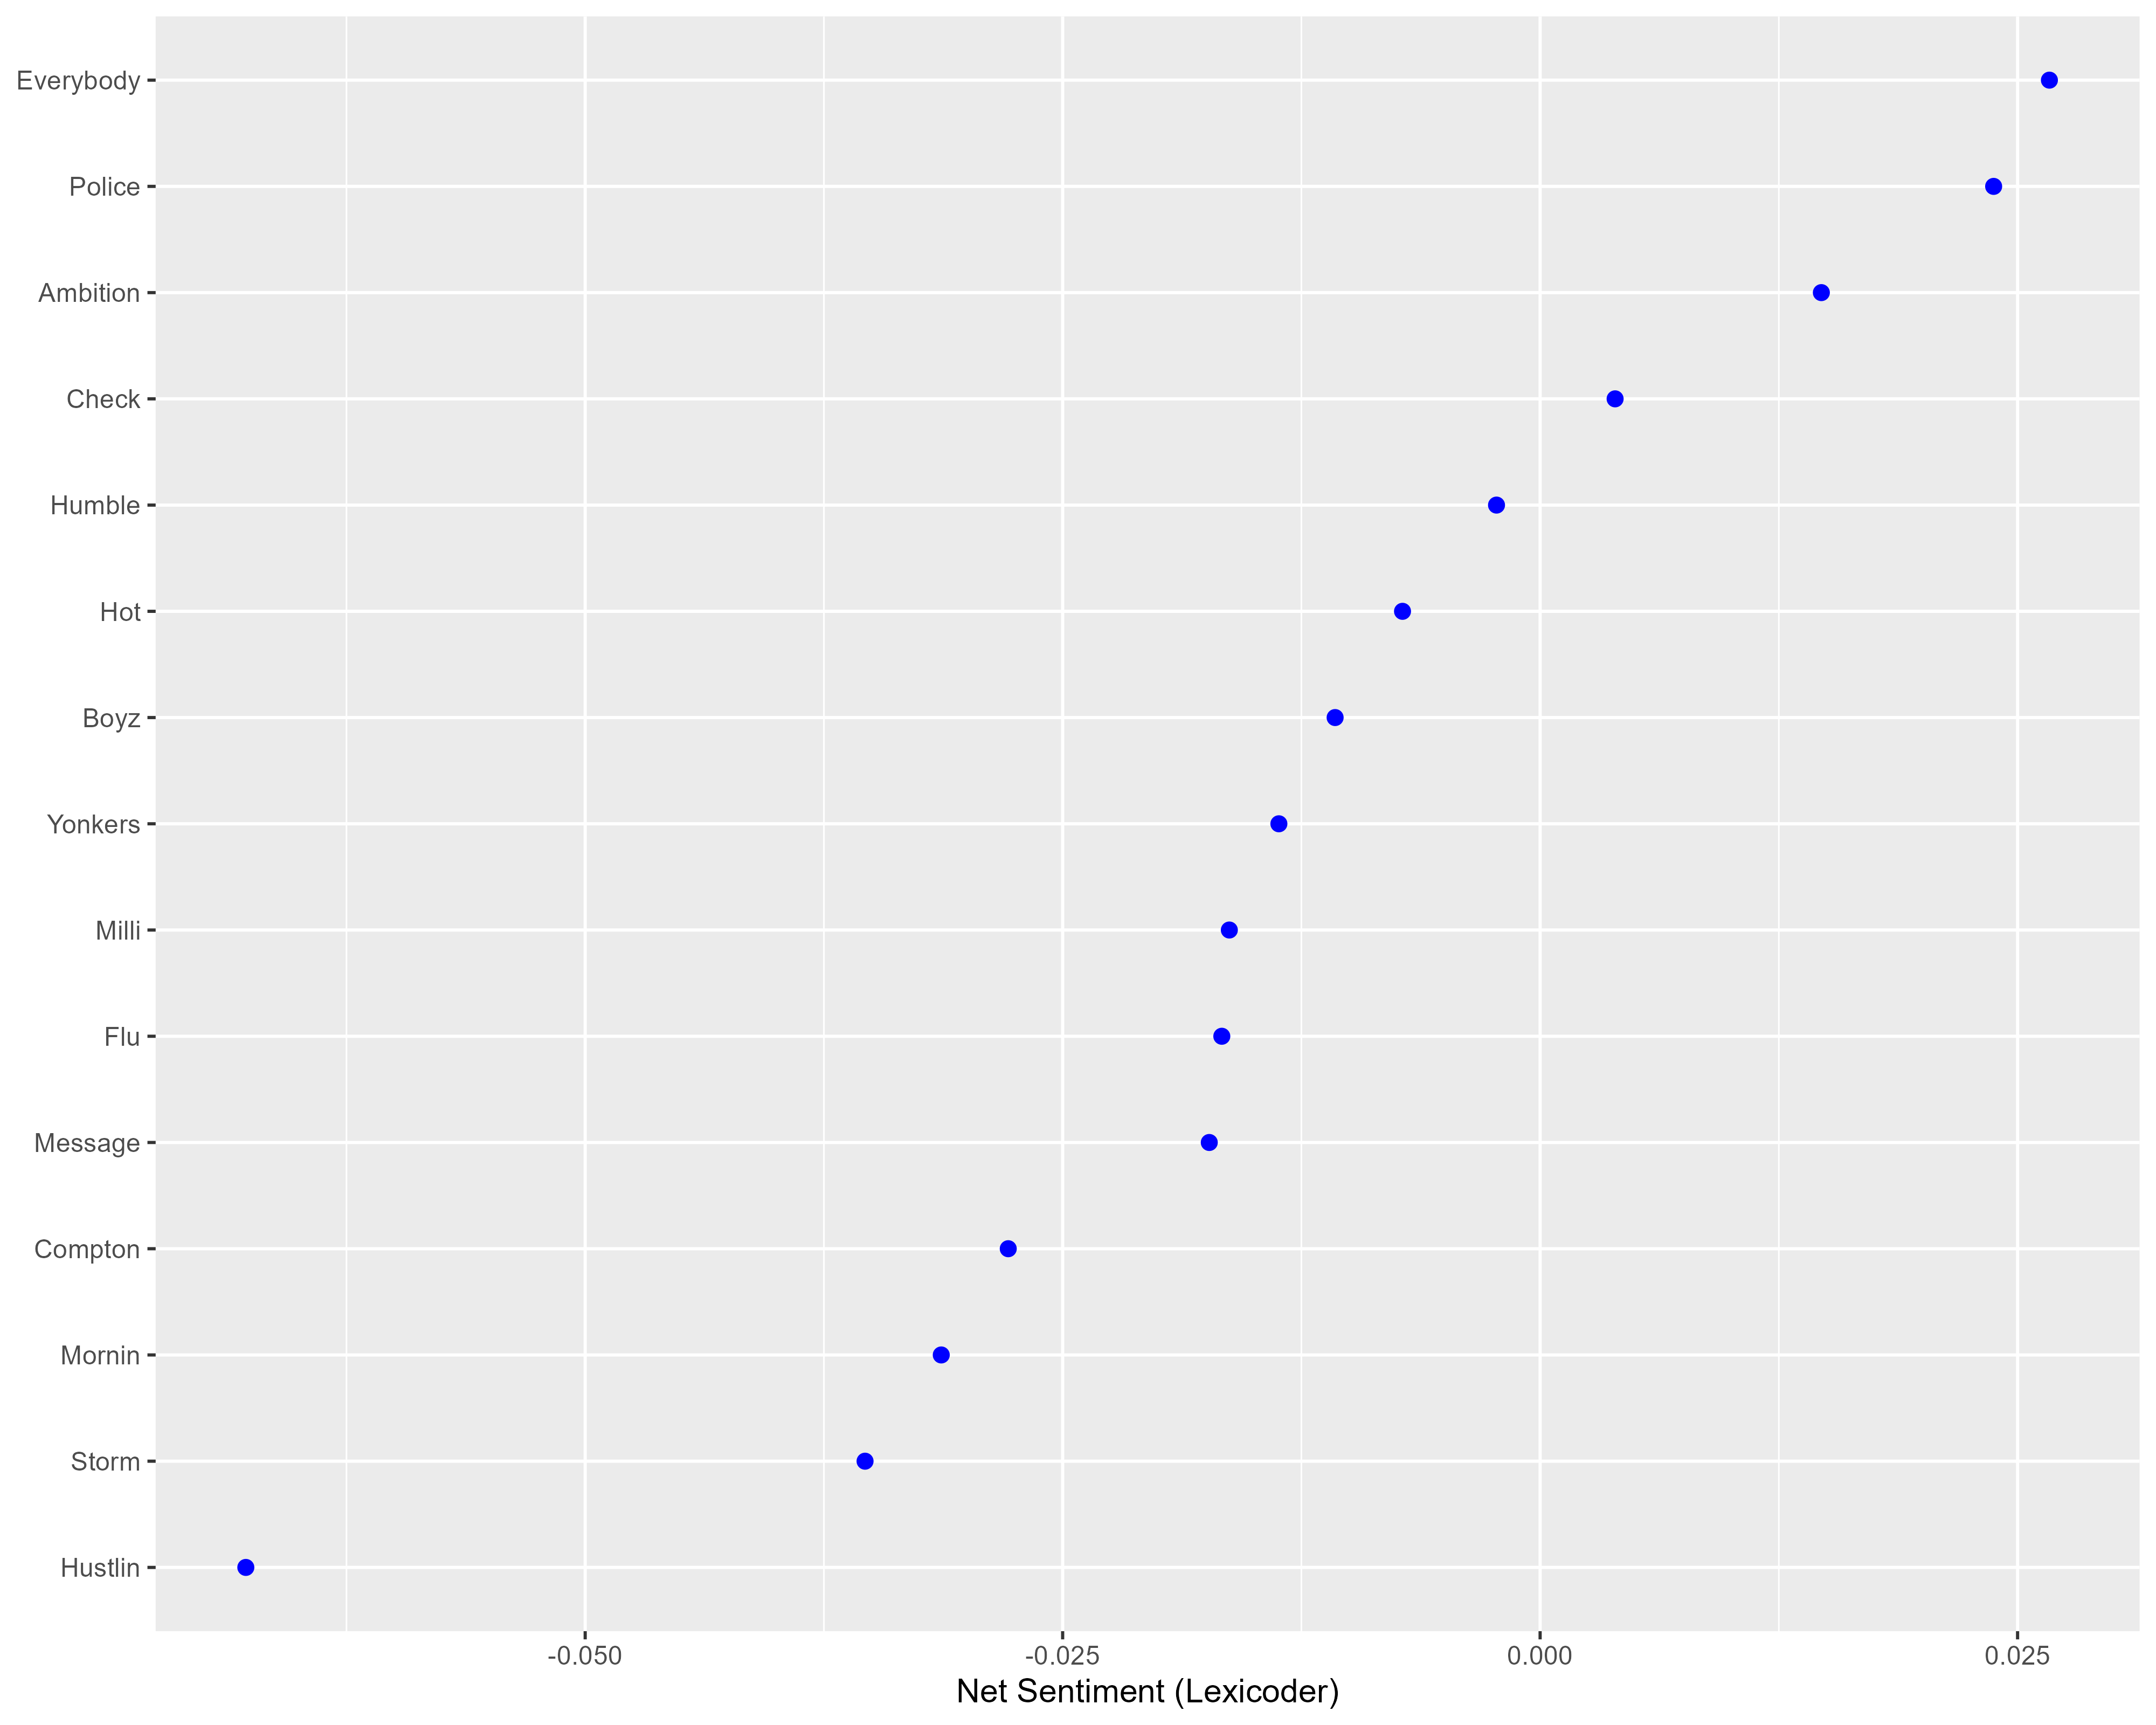 Everybody
Police
Ambition
Check
Humble
Hot
Boyz
Yonkers
Milli
Flu
Message
Compton
Mornin
Storm
Hustlin
-0.050 -0.025 0.000 0.025
Net Sentiment (Lexicoder)